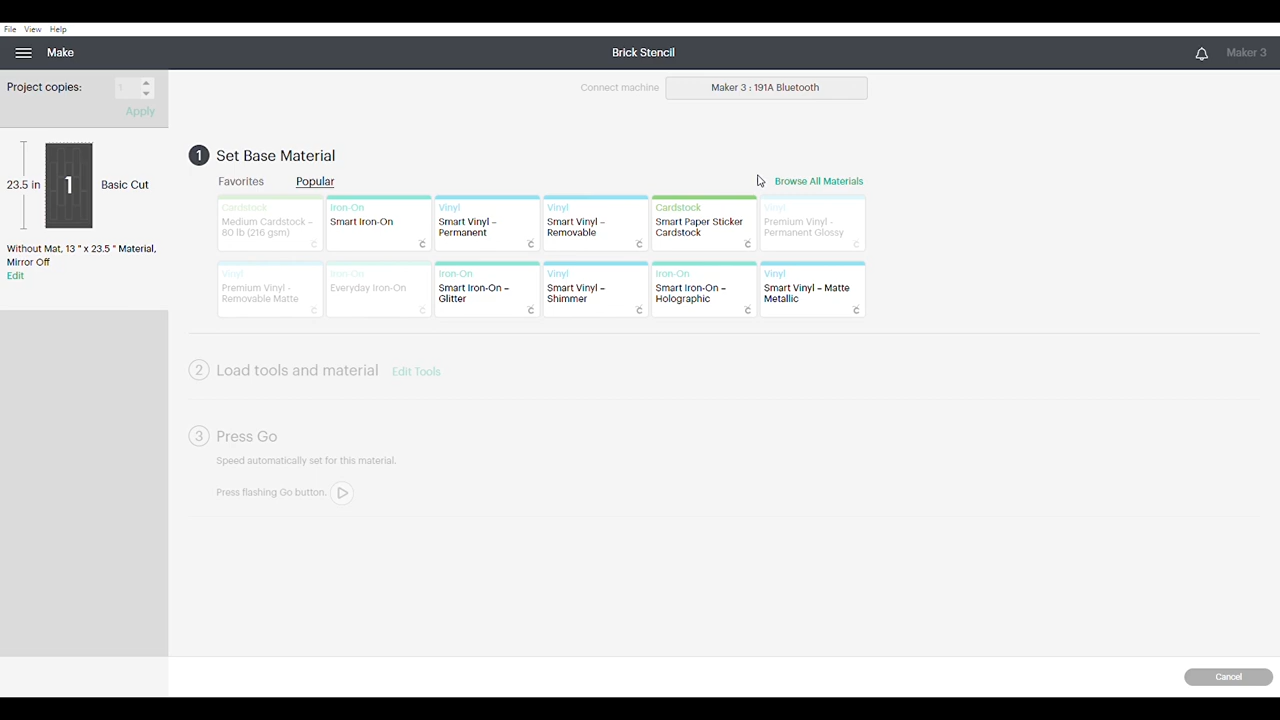 File View Help
Make
Brick Stencil
Maker 3
Project copies:
1
Apply
Connect machine
Maker 3 : 191A Bluetooth
23.5 in
1
Basic Cut
Without Mat, 13 " x 23.5 " Material,
Mirror Off
Edit
1 Set Base Material
Favorites
Popular
Browse All Materials
Cardstock
Medium Cardstock –
80 lb (216 gsm)
Iron-On
Smart Iron-On
Vinyl
Smart Vinyl –
Permanent
Vinyl
Smart Vinyl –
Removable
Cardstock
Smart Paper Sticker
Cardstock
Vinyl
Premium Vinyl -
Permanent Glossy
Vinyl
Premium Vinyl -
Removable Matte
Iron-On
Everyday Iron-On
Iron-On
Smart Iron-On –
Glitter
Vinyl
Smart Vinyl –
Shimmer
Iron-On
Smart Iron-On –
Holographic
Vinyl
Smart Vinyl – Matte
Metallic
2 Load tools and material Edit Tools
3 Press Go
Speed automatically set for this material.
Press flashing Go button.
Cancel